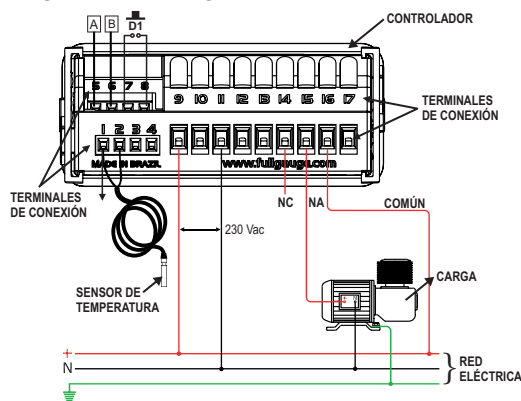 CONTROLADOR
A B D1
5 6 7 8
9 10 11 12 13 14 15 16 17
TERMINALES
DE CONEXIÓN
1 2 3 4
MADE IN BRAZIL
www.fullgauge.com
TERMINALES
DE CONEXIÓN
NC NA COMÚN
230 Vac
SENSOR DE
TEMPERATURA
CARGA
+
N
RED
ELÉCTRICA